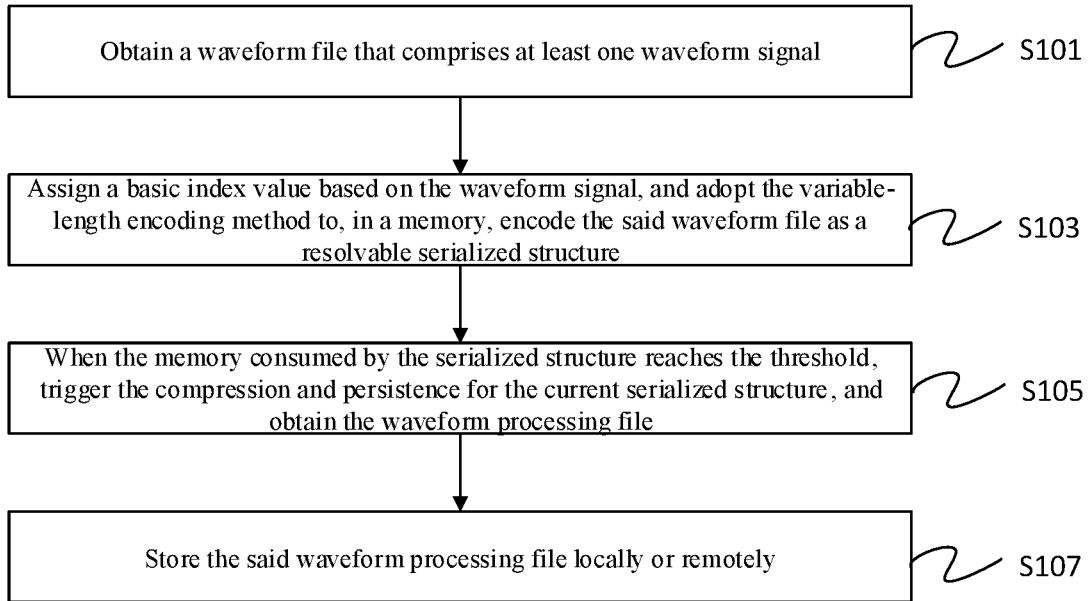 Obtain a waveform file that comprises at least one waveform signal
S101
Assign a basic index value based on the waveform signal, and adopt the variable-
length encoding method to, in a memory, encode the said waveform file as a
resolvable serialized structure
S103
When the memory consumed by the serialized structure reaches the threshold,
trigger the compression and persistence for the current serialized structure, and
obtain the waveform processing file
S105
Store the said waveform processing file locally or remotely
S107